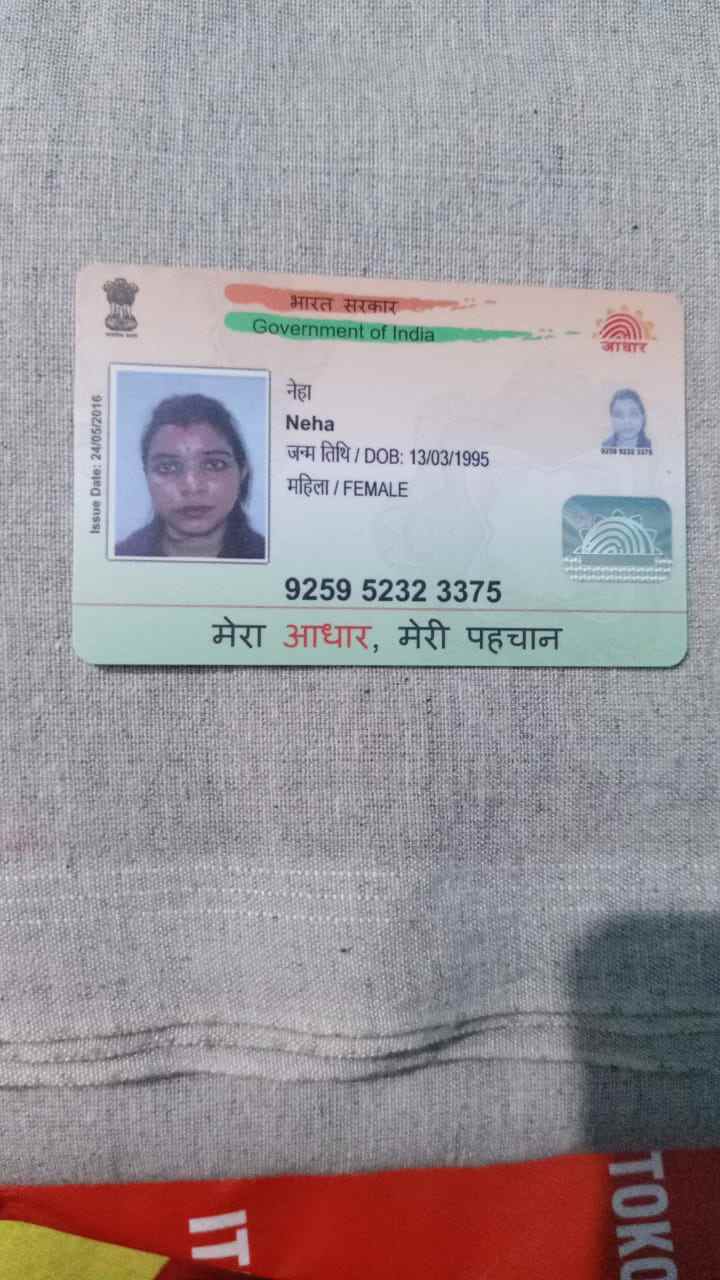 भारत सरकार
Government of India
आधार
Issue Date: 24/05/2016
नेहा
Neha
जन्म तिथि / DOB: 13/03/1995
महिला / FEMALE
9259 5232 3375
9259 5232 3375
मेरा आधार, मेरी पहचान
IT
TOKO